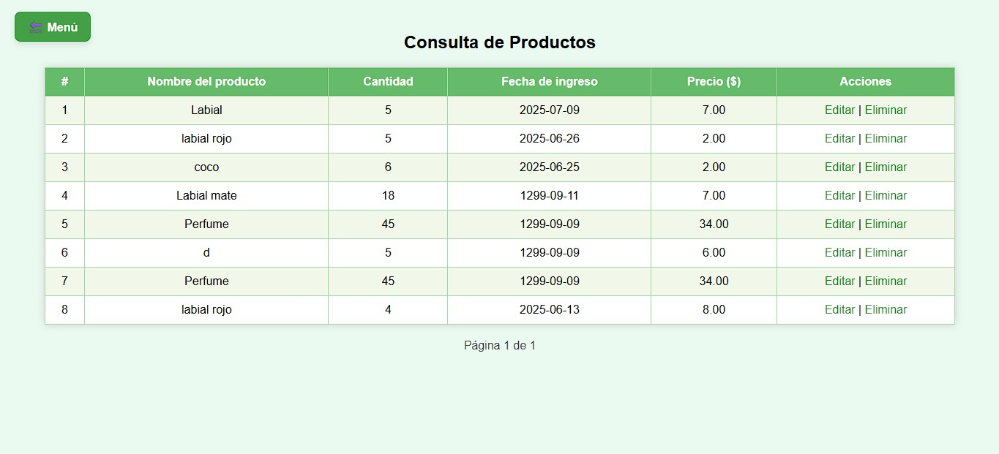 Menú
Consulta de Productos
# Nombre del producto Cantidad Fecha de ingreso Precio ($) Acciones
1 Labial 5 2025-07-09 7.00 Editar | Eliminar
2 labial rojo 5 2025-06-26 2.00 Editar | Eliminar
3 coco 6 2025-06-25 2.00 Editar | Eliminar
4 Labial mate 18 1299-09-11 7.00 Editar | Eliminar
5 Perfume 45 1299-09-09 34.00 Editar | Eliminar
6 d 5 1299-09-09 6.00 Editar | Eliminar
7 Perfume 45 1299-09-09 34.00 Editar | Eliminar
8 labial rojo 4 2025-06-13 8.00 Editar | Eliminar
Página 1 de 1